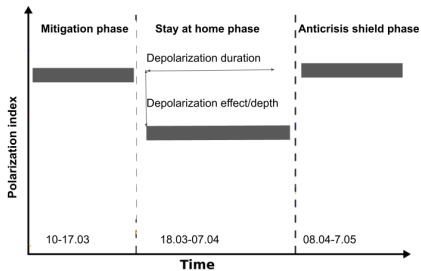 Mitigation phase
Stay at home phase
Anticrisis shield phase
Depolarization duration
Depolarization effect/depth
Polarization index
10-17.03
18.03-07.04
08.04-7.05
Time